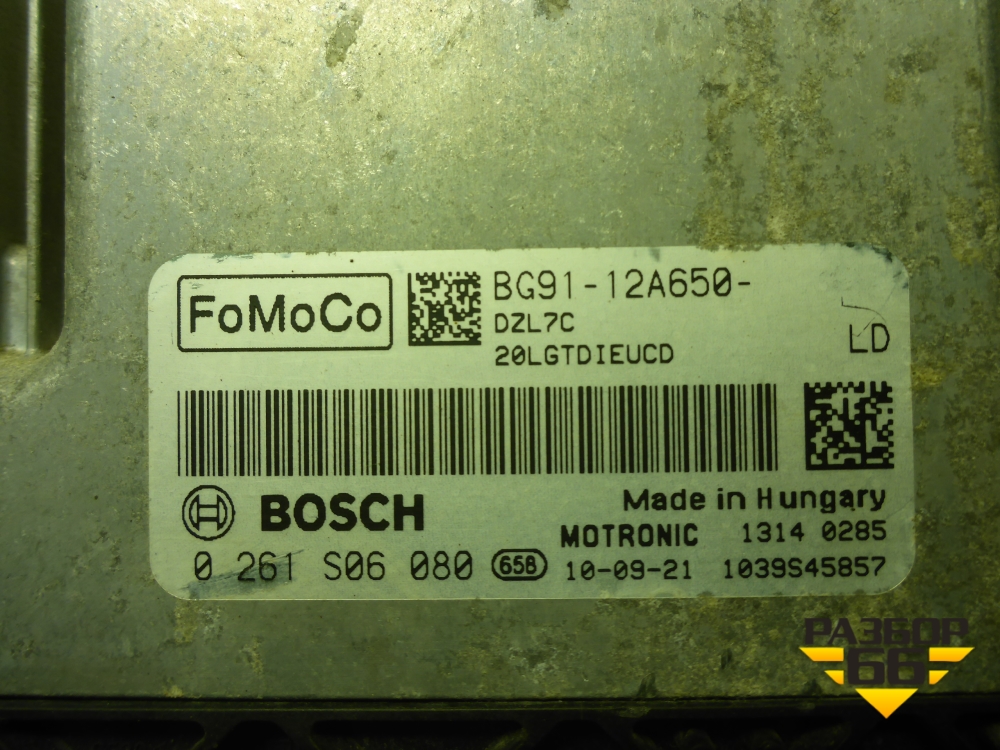 FoMoCo
BG91-12A650-
DZL7C
20LGTDIEUCD
LD
BOSCH
Made in Hungary
MOTRONIC 1314 0285
0 261 S06 080 658 10-09-21 1039S45857
РАЗБОР
66